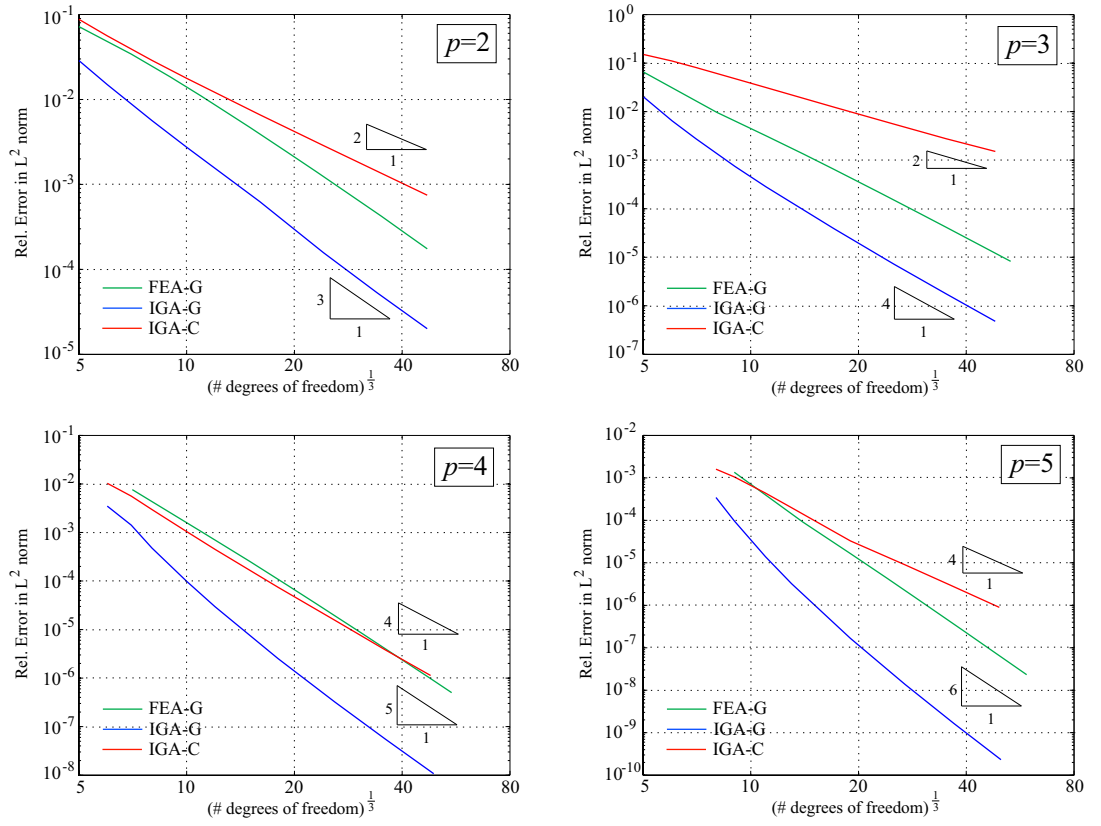 p=2
Rel. Error in L² norm
10⁻¹
10⁻²
10⁻³
10⁻⁴
10⁻⁵
2
1
3
1
FEA-G
IGA-G
IGA-C
5 10 20 40 80
(# degrees of freedom)^(1/3)
p=3
Rel. Error in L² norm
10⁰
10⁻¹
10⁻²
10⁻³
10⁻⁴
10⁻⁵
10⁻⁶
10⁻⁷
2
1
4
1
FEA-G
IGA-G
IGA-C
5 10 20 40 80
(# degrees of freedom)^(1/3)
p=4
Rel. Error in L² norm
10⁻¹
10⁻²
10⁻³
10⁻⁴
10⁻⁵
10⁻⁶
10⁻⁷
10⁻⁸
4
1
5
1
FEA-G
IGA-G
IGA-C
5 10 20 40 80
(# degrees of freedom)^(1/3)
p=5
Rel. Error in L² norm
10⁻²
10⁻³
10⁻⁴
10⁻⁵
10⁻⁶
10⁻⁷
10⁻⁸
10⁻⁹
10⁻¹⁰
4
1
6
1
FEA-G
IGA-G
IGA-C
5 10 20 40 80
(# degrees of freedom)^(1/3)